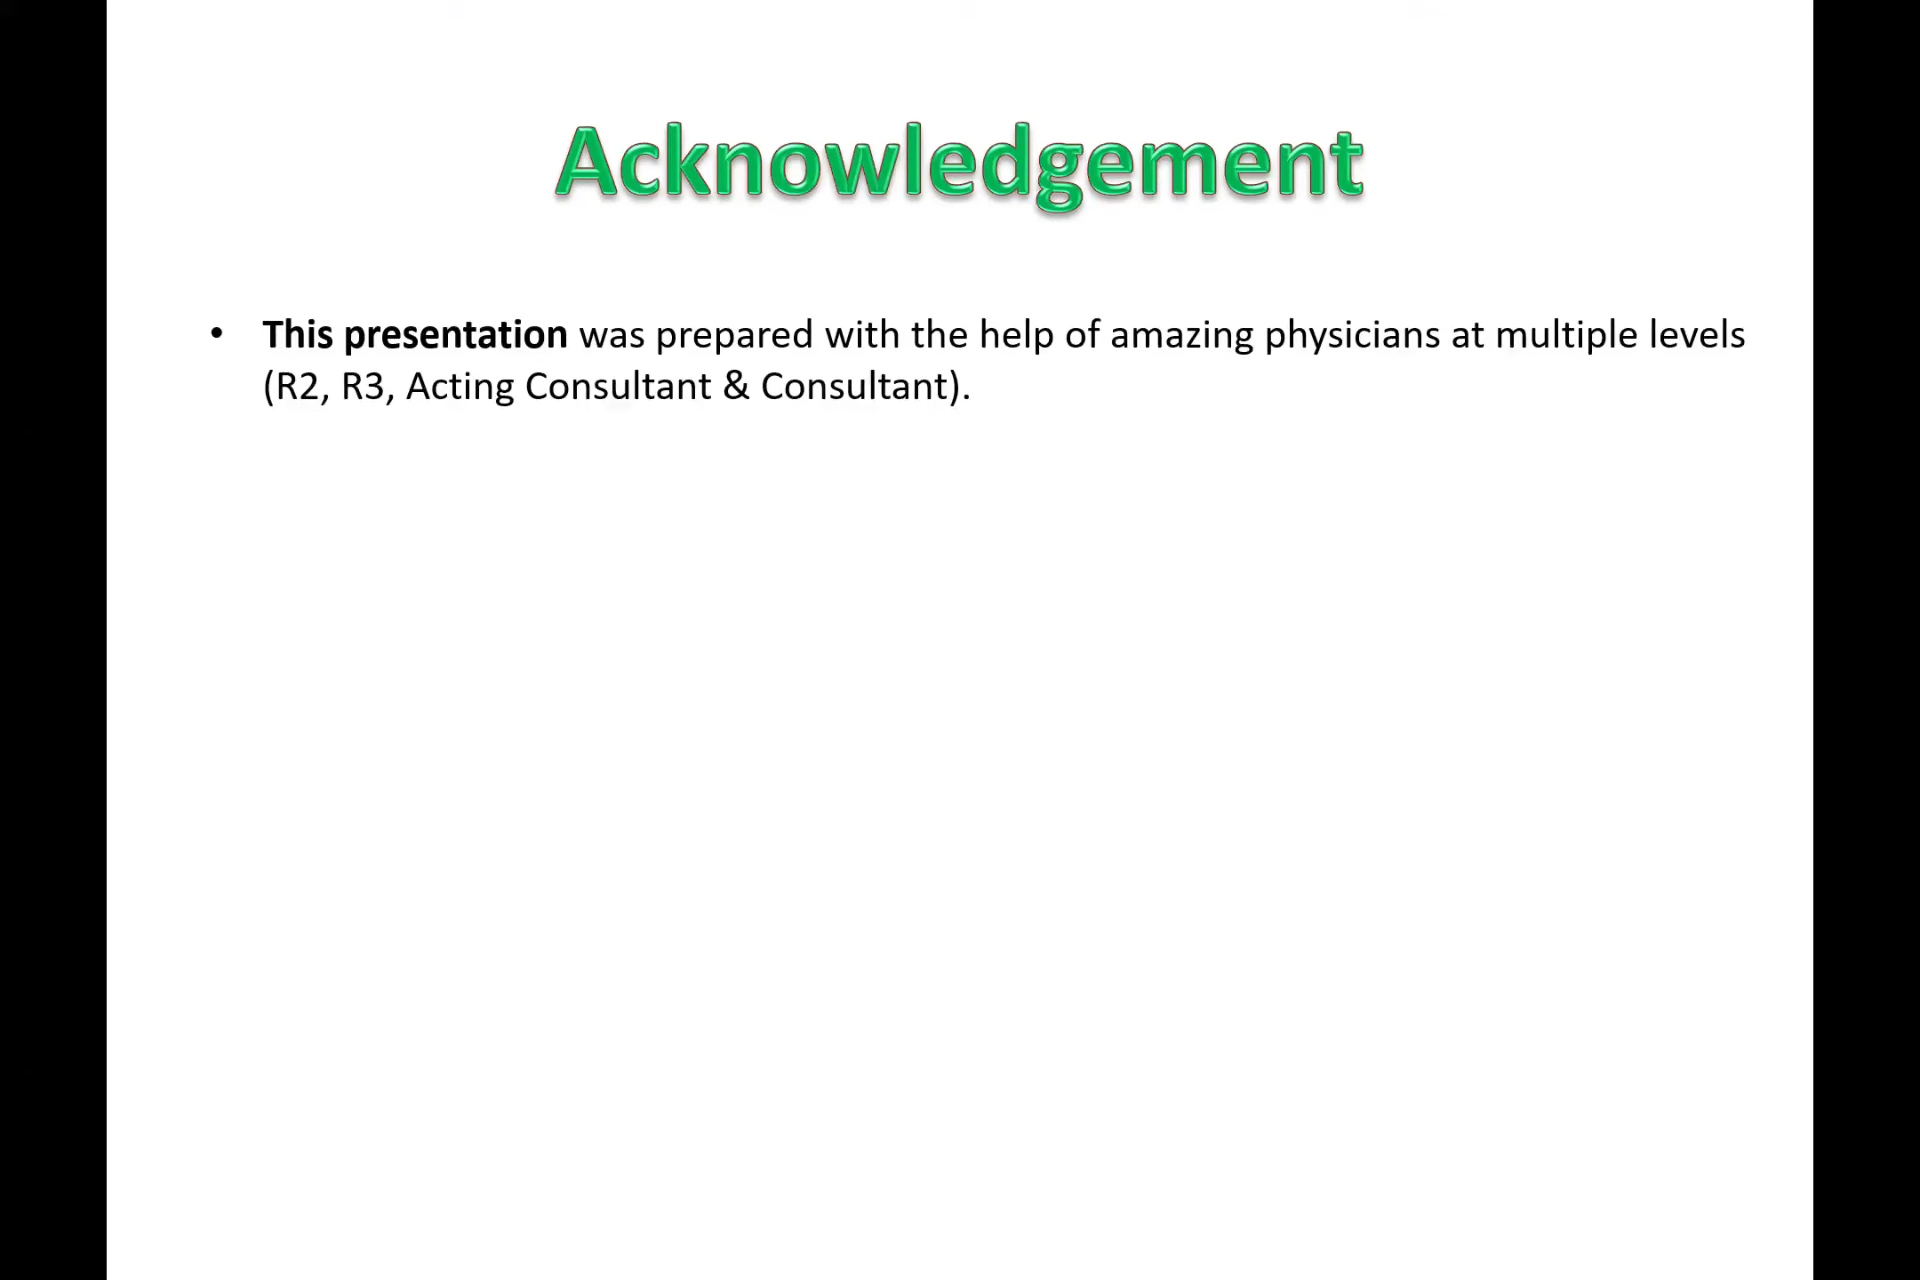 Acknowledgement
• This presentation was prepared with the help of amazing physicians at multiple levels
(R2, R3, Acting Consultant & Consultant).